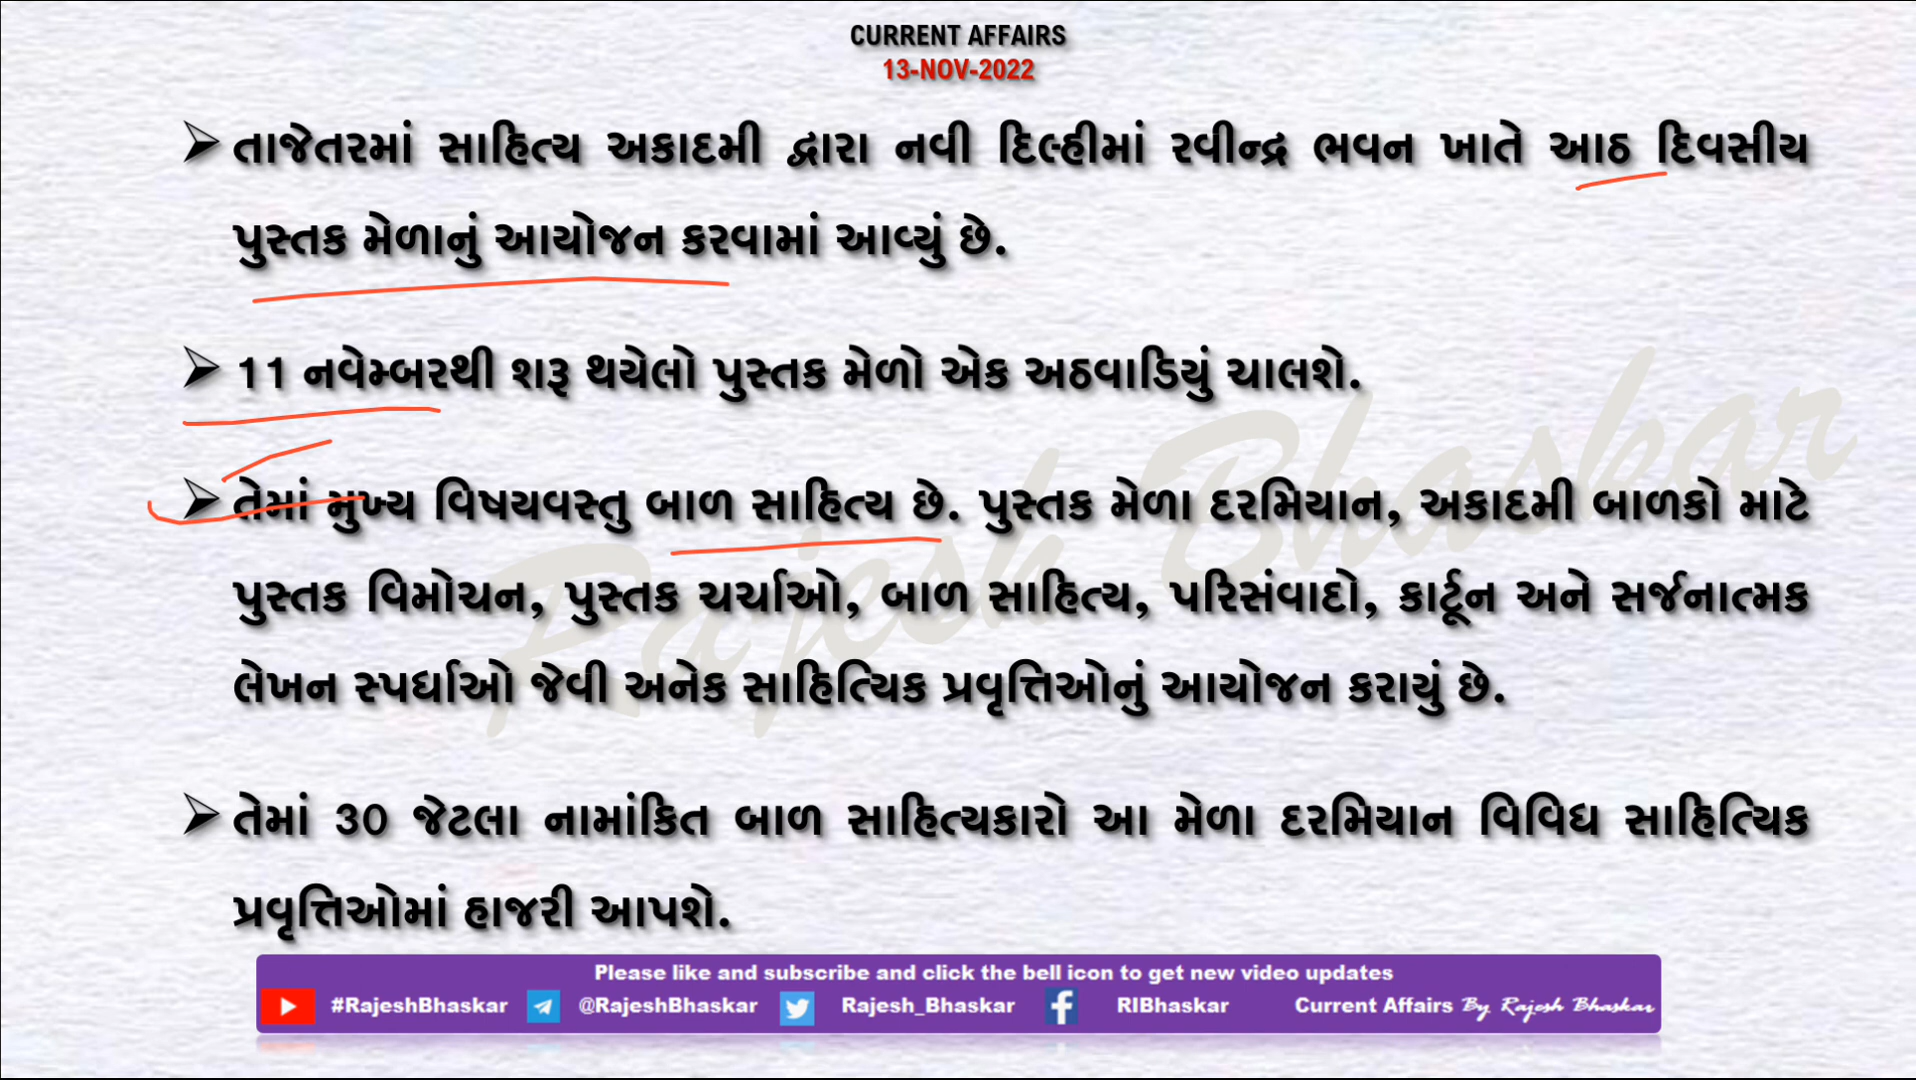 CURRENT AFFAIRS
13-NOV-2022
તાજેતરમાં સાહિત્ય અકાદમી દ્વારા નવી દિલ્હીમાં રવીન્દ્ર ભવન ખાતે આઠ દિવસીય
પુસ્તક મેળાનું આયોજન કરવામાં આવ્યું છે.
11 નવેમ્બરથી શરૂ થયેલો પુસ્તક મેળો એક અઠવાડિયું ચાલશે.
તેમાં મુખ્ય વિષયવસ્તુ બાળ સાહિત્ય છે. પુસ્તક મેળા દરમિયાન, અકાદમી બાળકો માટે
પુસ્તક વિમોચન, પુસ્તક ચર્ચાઓ, બાળ સાહિત્ય, પરિસંવાદો, કાર્ટૂન અને સર્જનાત્મક
લેખન સ્પર્ધાઓ જેવી અનેક સાહિત્યિક પ્રવૃત્તિઓનું આયોજન કરાયું છે.
તેમાં 30 જેટલા નામાંકિત બાળ સાહિત્યકારો આ મેળા દરમિયાન વિવિધ સાહિત્યિક
પ્રવૃત્તિઓમાં હાજરી આપશે.
Rajesh Bhaskar
Please like and subscribe and click the bell icon to get new video updates
#RajeshBhaskar @RajeshBhaskar Rajesh_Bhaskar RIBhaskar Current Affairs By Rajesh Bhaskar